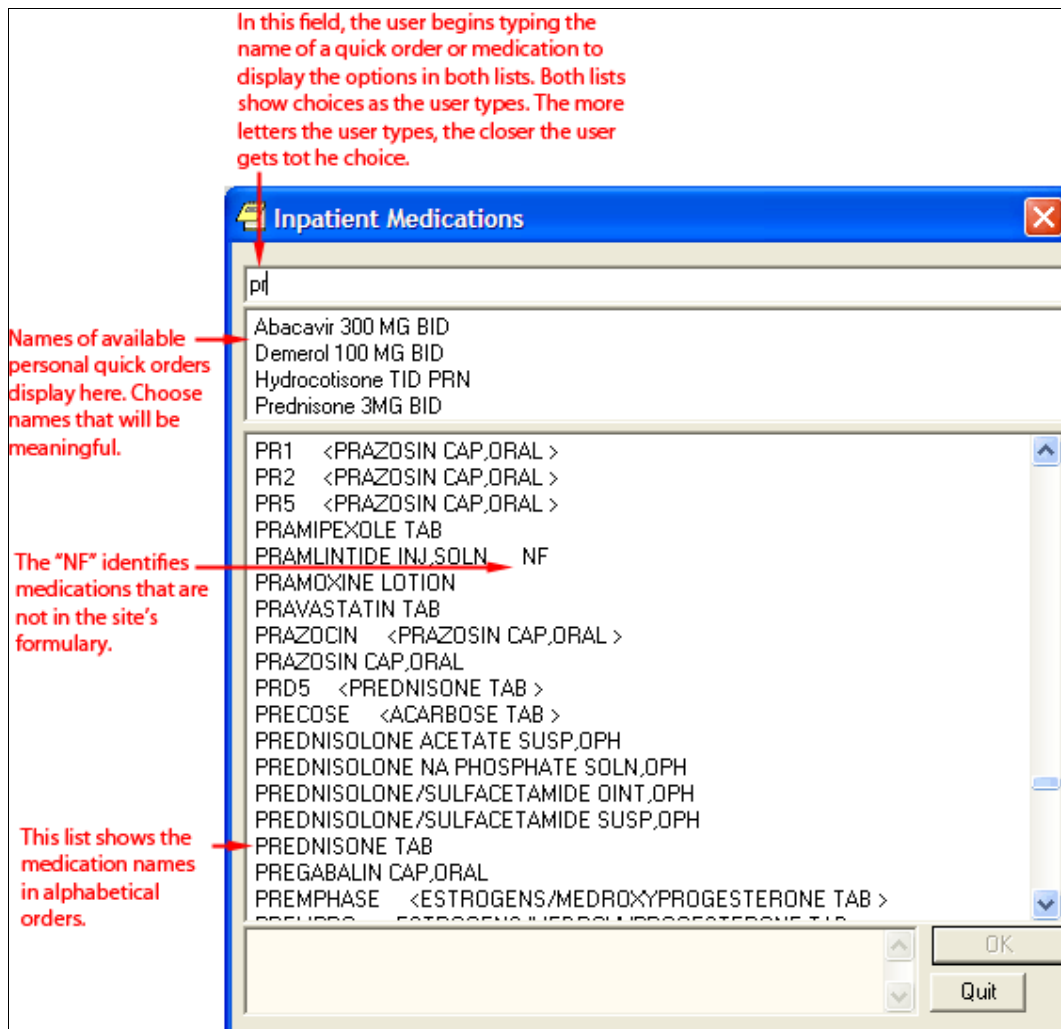 In this field, the user begins typing the
name of a quick order or medication to
display the options in both lists. Both lists
show choices as the user types. The more
letters the user types, the closer the user
gets tot he choice.
Inpatient Medications
pr
Names of available
personal quick orders
display here. Choose
names that will be
meaningful.
Abacavir 300 MG BID
Demerol 100 MG BID
Hydrocotisone TID PRN
Prednisone 3MG BID
PR1 <PRAZOSIN CAP,ORAL >
PR2 <PRAZOSIN CAP,ORAL >
PR5 <PRAZOSIN CAP,ORAL >
PRAMIPEXOLE TAB
PRAMLINTIDE INJ,SOLN NF
PRAMOXINE LOTION
PRAVASTATIN TAB
PRAZOCIN <PRAZOSIN CAP,ORAL >
PRAZOSIN CAP,ORAL
PRD5 <PREDNISONE TAB >
PRECOSE <ACARBOSE TAB >
PREDNISOLONE ACETATE SUSP,OPH
PREDNISOLONE NA PHOSPHATE SOLN,OPH
PREDNISOLONE/SULFACETAMIDE OINT,OPH
PREDNISOLONE/SULFACETAMIDE SUSP,OPH
PREDNISONE TAB
PREGABALIN CAP,ORAL
PREMPHASE <ESTROGENS/MEDROXYPROGESTERONE TAB >
The "NF" identifies
medications that are
not in the site's
formulary.
This list shows the
medication names
in alphabetical
orders.
OK
Quit